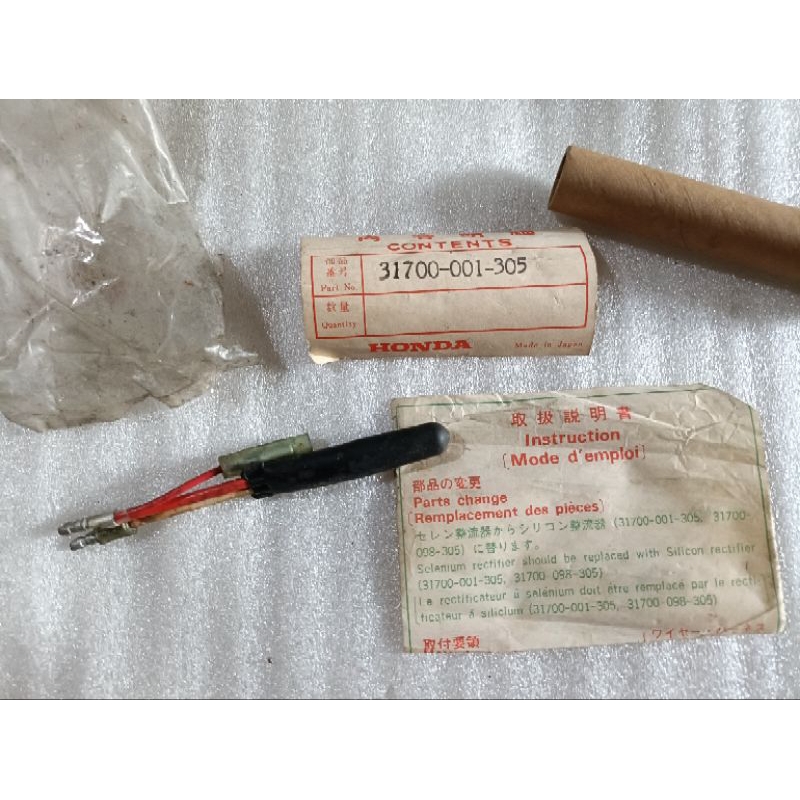 CONTENTS
部品
番号
Part No.
31700-001-305
数量
Quantity
HONDA
Made in Japan
取扱説明書
Instruction
(Mode d'emploi)
部品の変更
Parts change
(Remplacement des pièces)
セレン整流器からシリコン整流器 (31700-001-305, 31700-
098-305) に替ります。
Selenium rectifier should be replaced with Silicon rectifier
(31700-001-305, 31700-098-305)
Le rectificateur à sélénium doit être remplacé par le recti-
ficateur à silicium (31700-001-305, 31700-098-305)
取付要領